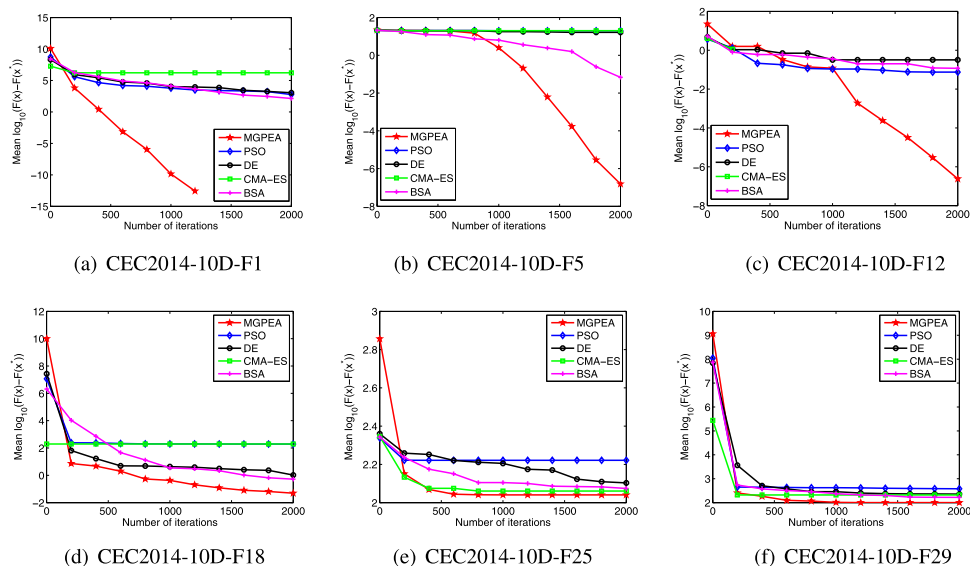 Mean log10(F(x)−F(x*))
15
10
5
0
−5
−10
−15
0 500 1000 1500 2000
Number of iterations
MGPEA
PSO
DE
CMA−ES
BSA
(a) CEC2014-10D-F1
Mean log10(F(x)−F(x*))
2
1
0
−1
−2
−3
−4
−5
−6
−7
−8
0 500 1000 1500 2000
Number of iterations
MGPEA
PSO
DE
CMA−ES
BSA
(b) CEC2014-10D-F5
Mean log10(F(x)−F(x*))
2
0
−2
−4
−6
−8
0 500 1000 1500 2000
Number of iterations
MGPEA
PSO
DE
CMA−ES
BSA
(c) CEC2014-10D-F12
Mean log10(F(x)−F(x*))
12
10
8
6
4
2
0
−2
0 500 1000 1500 2000
Number of iterations
MGPEA
PSO
DE
CMA−ES
BSA
(d) CEC2014-10D-F18
Mean log10(F(x)−F(x*))
3
2.8
2.6
2.4
2.2
2
0 500 1000 1500 2000
Number of iterations
MGPEA
PSO
DE
CMA−ES
BSA
(e) CEC2014-10D-F25
Mean log10(F(x)−F(x*))
10
9
8
7
6
5
4
3
2
0 500 1000 1500 2000
Number of iterations
MGPEA
PSO
DE
CMA−ES
BSA
(f) CEC2014-10D-F29